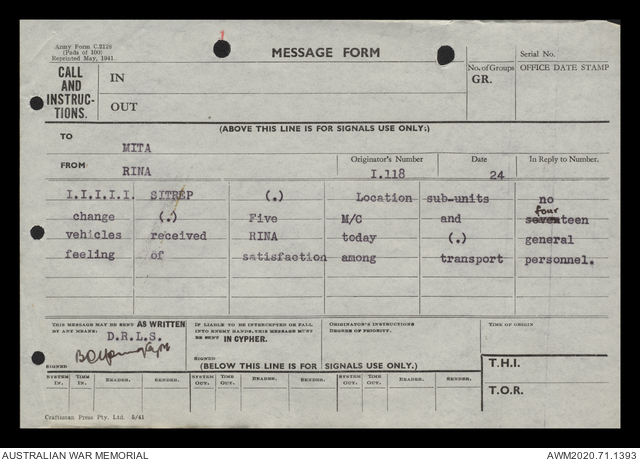 Army Form C.2128
(Pads of 100)
Reprinted May, 1941.
1
MESSAGE FORM
Serial No.
CALL AND INSTRUC-TIONS.
IN
OUT
No. of Groups
GR.
OFFICE DATE STAMP
(ABOVE THIS LINE IS FOR SIGNALS USE ONLY:)
TO
MITA
FROM
RINA
Originator's Number
I.118
Date
24
In Reply to Number.
I.I.I.I.I. SITREP (.) Location sub-units no
change (.) Five M/C and seventeen four
vehicles received RINA today (.) general
feeling of satisfaction among transport personnel.
THIS MESSAGE MAY BE SENT AS WRITTEN
BY ANY MEANS:
D.R.L.S.
SIGNED
IF LIABLE TO BE INTERCEPTED OR FALL
INTO ENEMY HANDS, THIS MESSAGE MUST
BE SENT IN CYPHER.
SIGNED
ORIGINATOR'S INSTRUCTIONS
DEGREE OF PRIORITY.
TIME OF ORIGIN
(BELOW THIS LINE IS FOR SIGNALS USE ONLY.)
T.H.I.
T.O.R.
SYSTEM IN. TIME IN. READER. SENDER. SYSTEM OUT. TIME OUT. READER. SENDER. SYSTEM OUT. TIME OUT. READER. SENDER.
Craftsman Press Pty. Ltd. 5/41
AUSTRALIAN WAR MEMORIAL
AWM2020.71.1393